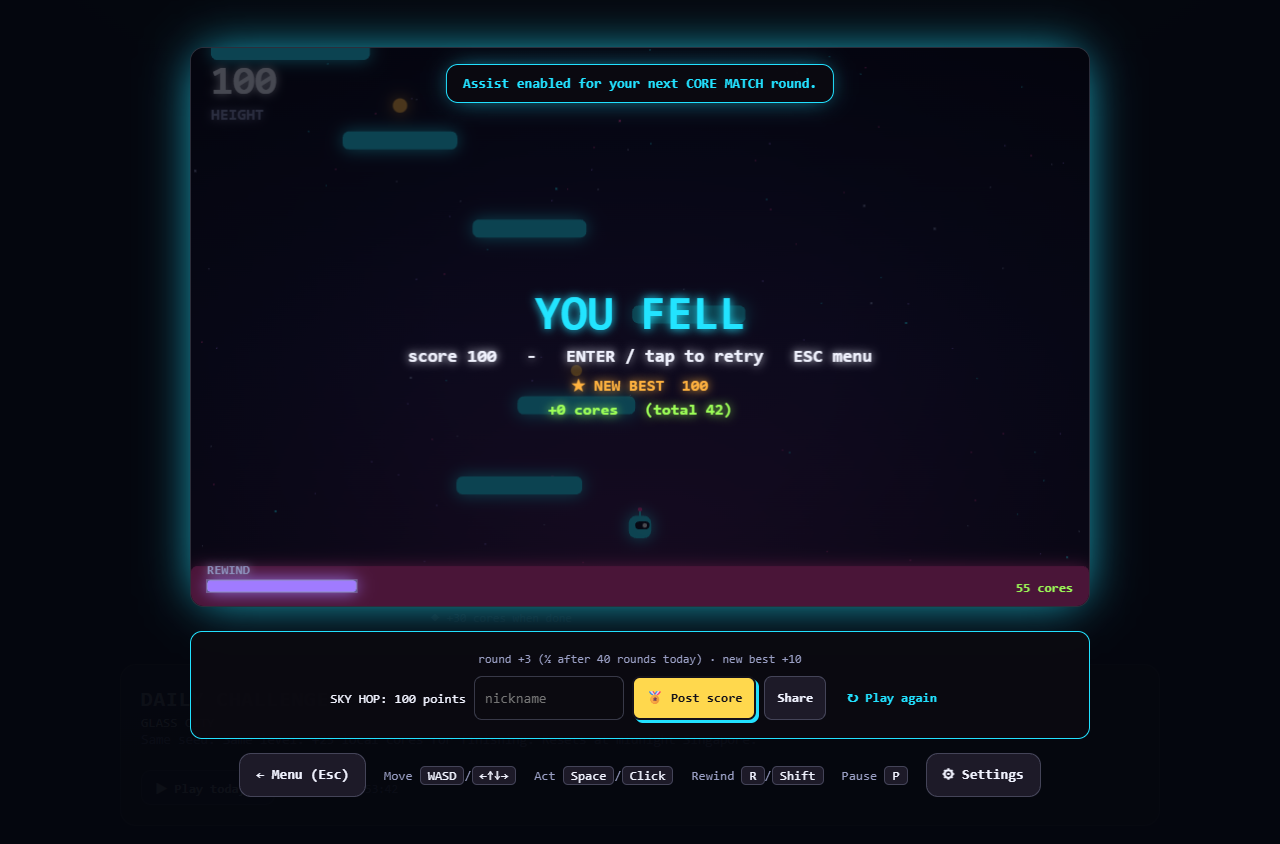 100
HEIGHT
Assist enabled for your next CORE MATCH round.
YOU FELL
score 100 - ENTER / tap to retry ESC menu
★ NEW BEST 100
+0 cores (total 42)
REWIND
55 cores
round +3 (½ after 40 rounds today) · new best +10
SKY HOP: 100 points nickname 🏅 Post score Share ↻ Play again
← Menu (Esc) Move WASD/←↑↓→ Act Space/Click Rewind R/Shift Pause P ⚙ Settings